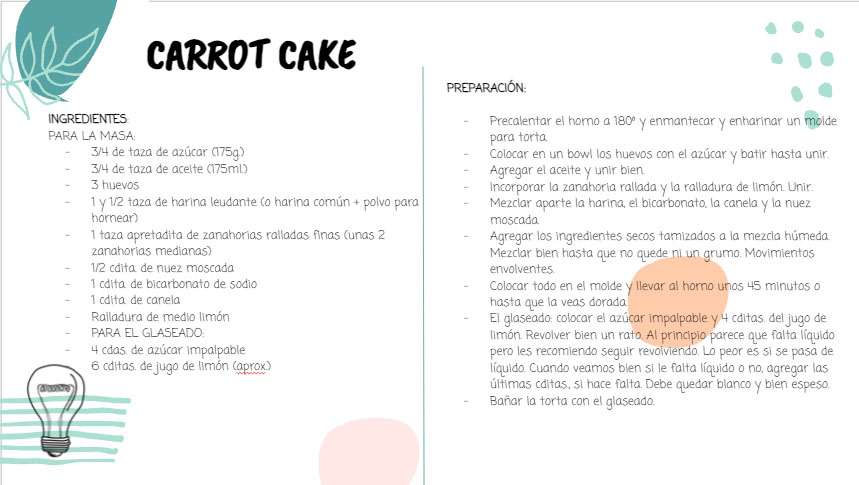 CARROT CAKE
INGREDIENTES:
PARA LA MASA:
- 3/4 de taza de azúcar (175g.)
- 3/4 de taza de aceite (175ml.)
- 3 huevos
- 1 y 1/2 taza de harina leudante (o harina común + polvo para
hornear)
- 1 taza apretadita de zanahorias ralladas finas (unas 2
zanahorias medianas)
- 1/2 cdita. de nuez moscada
- 1 cdita. de bicarbonato de sodio
- 1 cdita. de canela
- Ralladura de medio limón
- PARA EL GLASEADO:
- 4 cdas. de azúcar impalpable
- 6 cditas. de jugo de limón (aprox.)
PREPARACIÓN:
- Precalentar el horno a 180º y enmantecar y enharinar un molde
para torta.
- Colocar en un bowl los huevos con el azúcar y batir hasta unir.
- Agregar el aceite y unir bien.
- Incorporar la zanahoria rallada y la ralladura de limón. Unir.
- Mezclar aparte la harina, el bicarbonato, la canela y la nuez
moscada.
- Agregar los ingredientes secos tamizados a la mezcla húmeda.
Mezclar bien hasta que no quede ni un grumo. Movimientos
envolventes.
- Colocar todo en el molde y llevar al horno unos 45 minutos o
hasta que la veas dorada.
- El glaseado: colocar el azúcar impalpable y 4 cditas. del jugo de
limón. Revolver bien un rato. Al principio parece que falta líquido
pero les recomiendo seguir revolviendo. Lo peor es si se pasa de
líquido. Cuando veamos bien si le falta líquido o no, agregar las
últimas cditas., si hace falta. Debe quedar blanco y bien espeso.
- Bañar la torta con el glaseado.